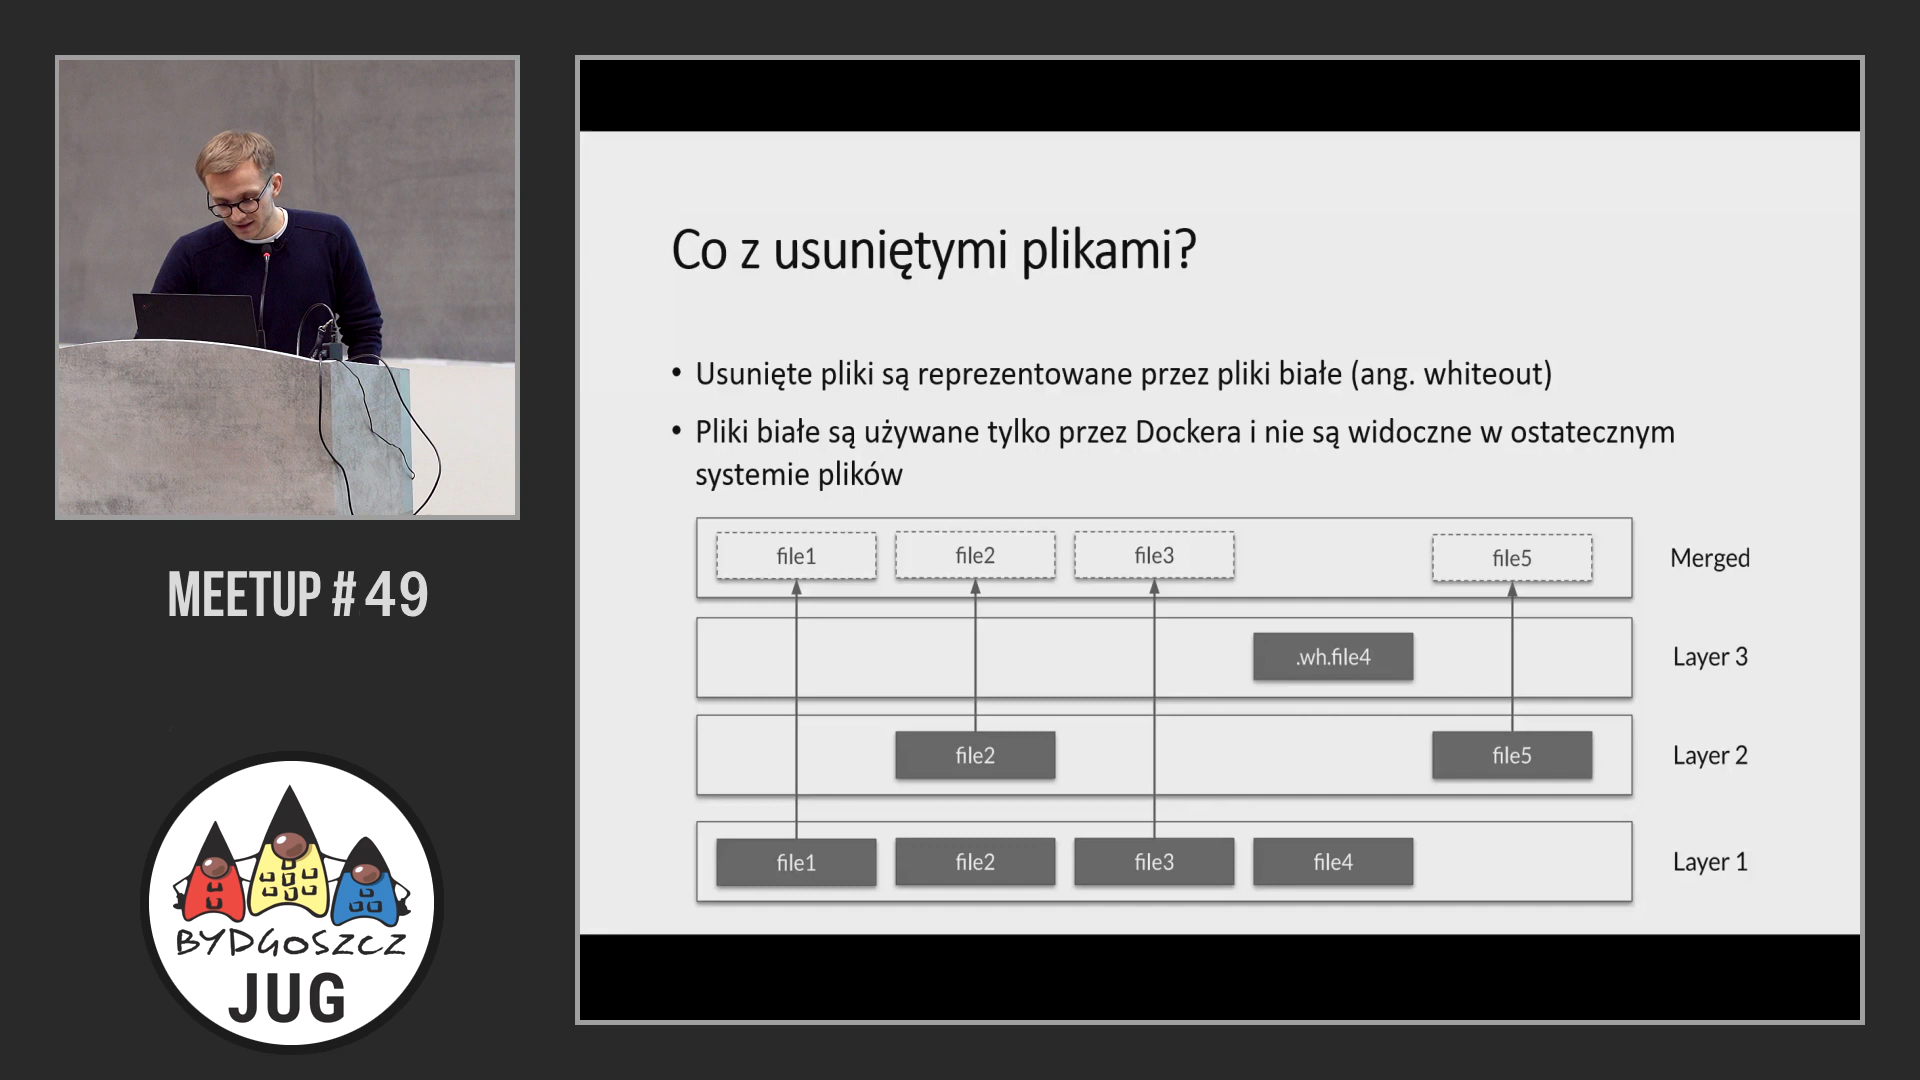 MEETUP # 49
BYDGOSZCZ
JUG
Co z usuniętymi plikami?
• Usunięte pliki są reprezentowane przez pliki białe (ang. whiteout)
• Pliki białe są używane tylko przez Dockera i nie są widoczne w ostatecznym
systemie plików
file1 file2 file3 file5 Merged
.wh.file4 Layer 3
file2 file5 Layer 2
file1 file2 file3 file4 Layer 1